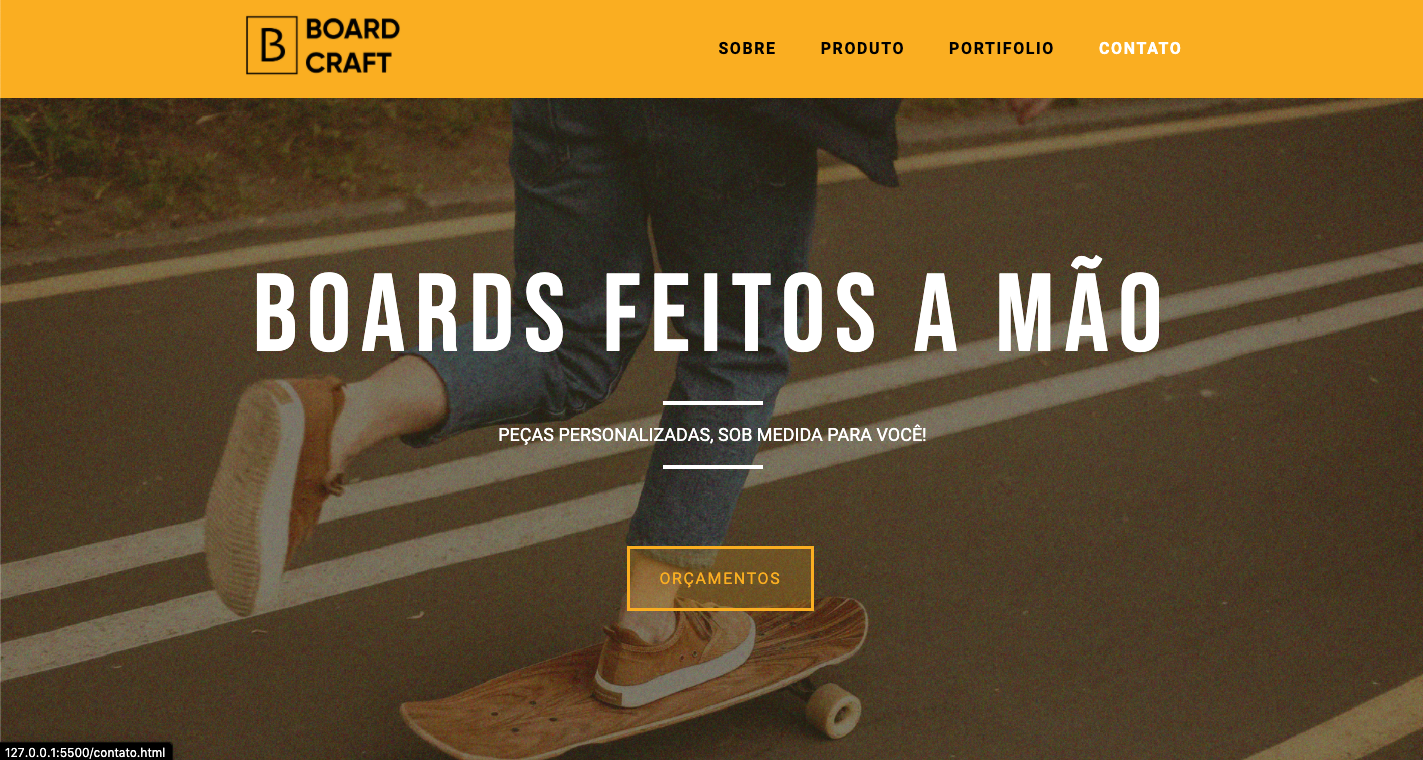 B BOARD
CRAFT
SOBRE PRODUTO PORTIFOLIO CONTATO
BOARDS FEITOS A MÃO
PEÇAS PERSONALIZADAS, SOB MEDIDA PARA VOCÊ!
ORÇAMENTOS
127.0.0.1:5500/contato.html